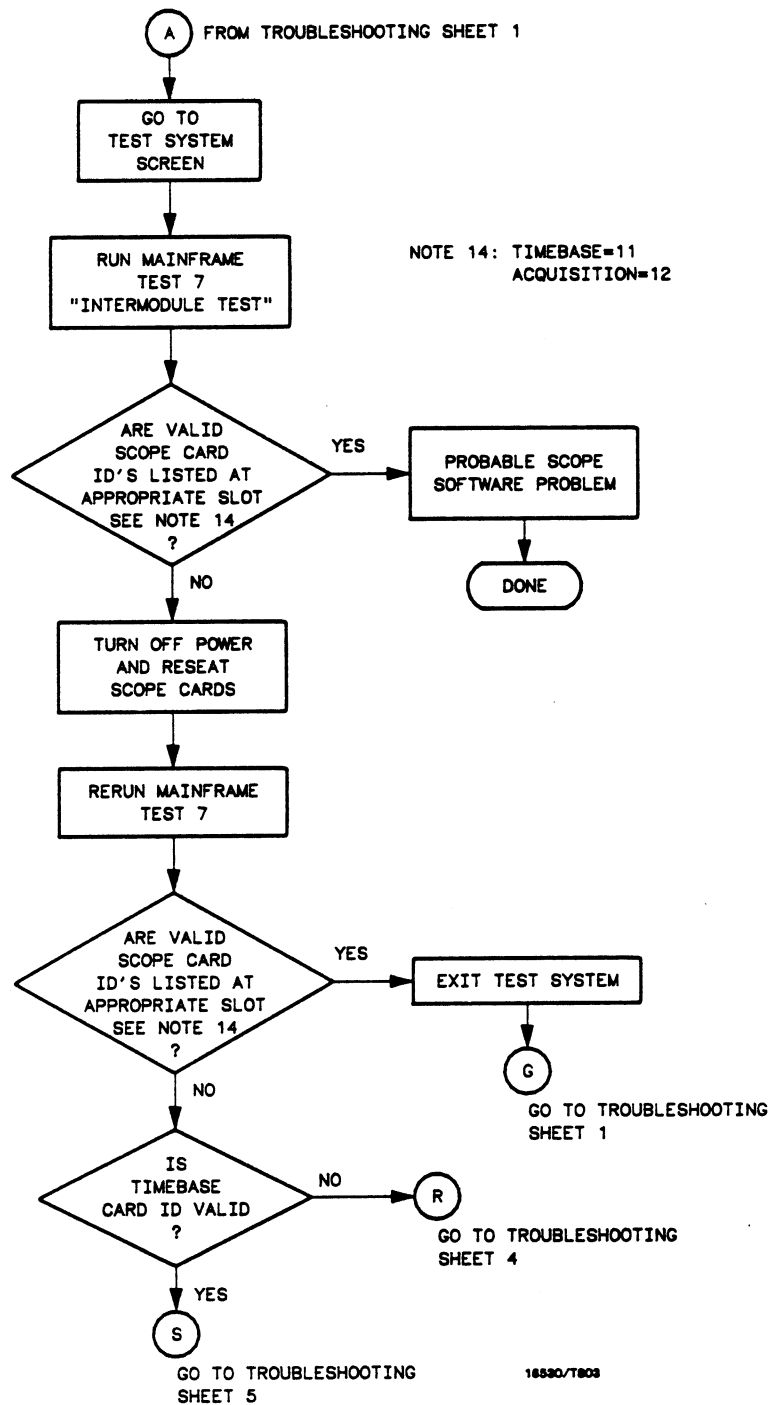 A FROM TROUBLESHOOTING SHEET 1
GO TO
TEST SYSTEM
SCREEN
RUN MAINFRAME
TEST 7
"INTERMODULE TEST"
NOTE 14: TIMEBASE=11
ACQUISITION=12
ARE VALID
SCOPE CARD
ID'S LISTED AT
APPROPRIATE SLOT
SEE NOTE 14
?
YES
PROBABLE SCOPE
SOFTWARE PROBLEM
DONE
NO
TURN OFF POWER
AND RESEAT
SCOPE CARDS
RERUN MAINFRAME
TEST 7
ARE VALID
SCOPE CARD
ID'S LISTED AT
APPROPRIATE SLOT
SEE NOTE 14
?
YES
EXIT TEST SYSTEM
G
GO TO TROUBLESHOOTING
SHEET 1
NO
IS
TIMEBASE
CARD ID VALID
?
NO
R
GO TO TROUBLESHOOTING
SHEET 4
YES
S
GO TO TROUBLESHOOTING
SHEET 5
16530/T803